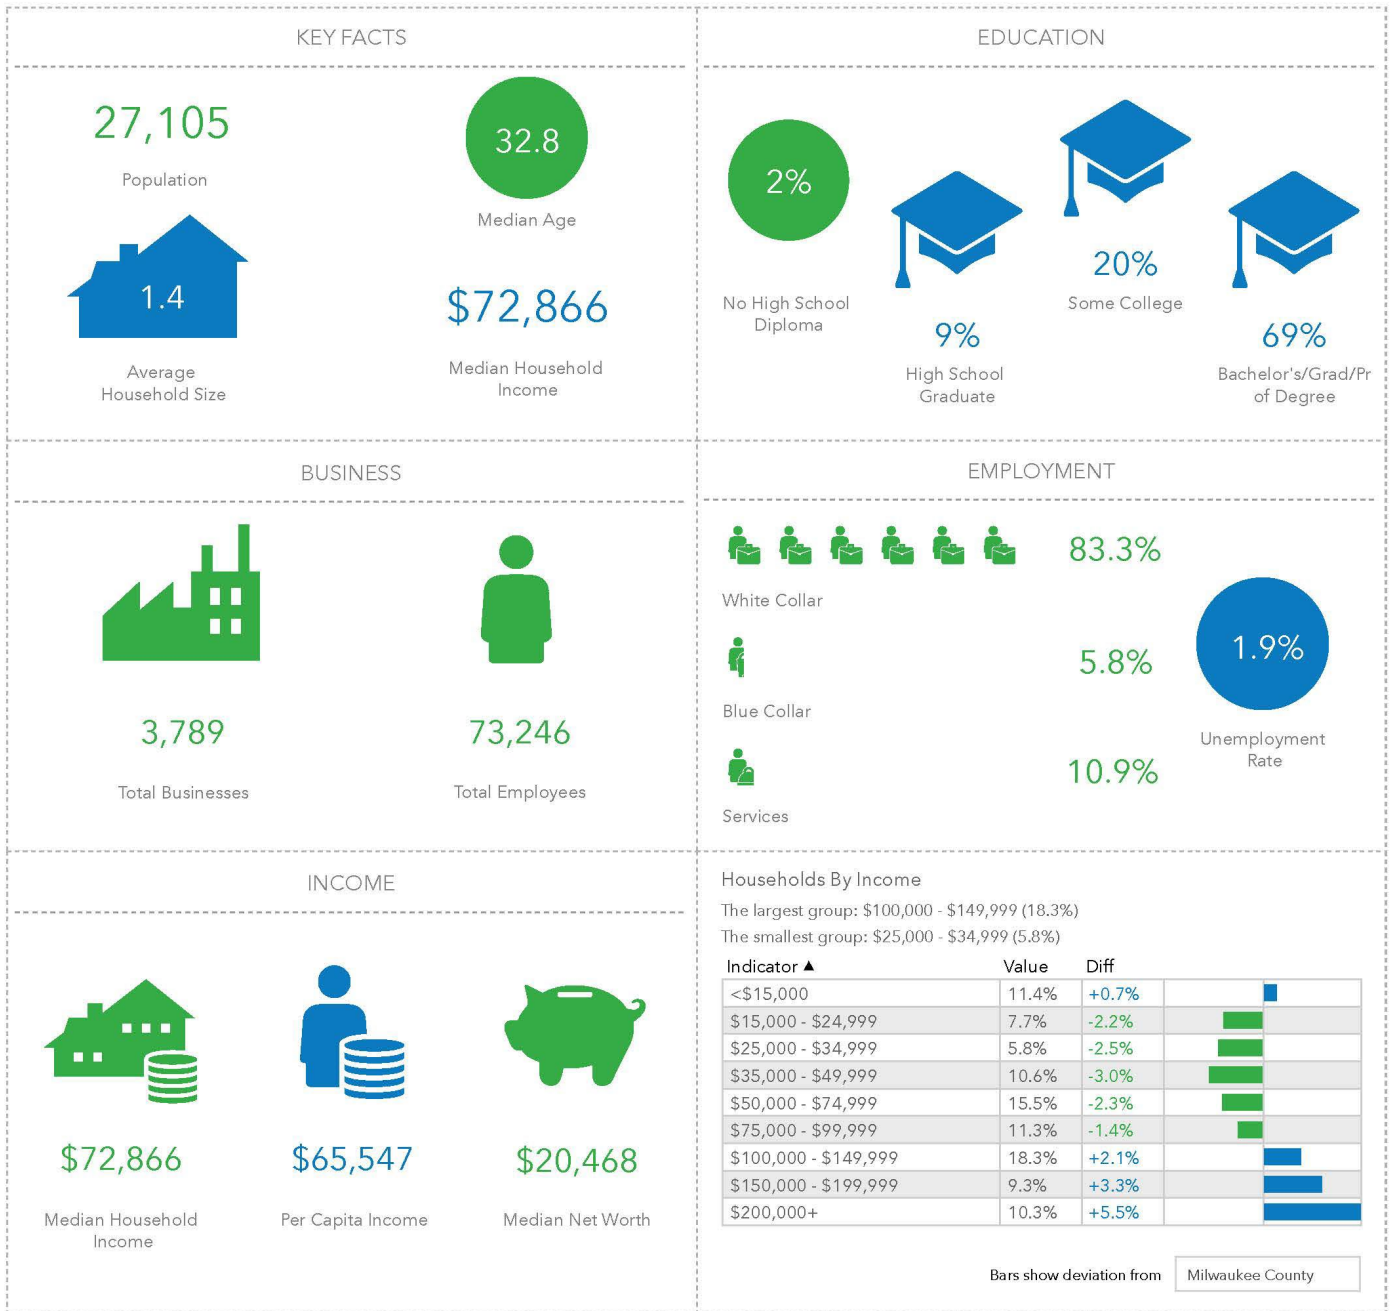 KEY FACTS
27,105
Population
32.8
Median Age
1.4
Average
Household Size
$72,866
Median Household
Income
EDUCATION
2%
No High School
Diploma
9%
High School
Graduate
20%
Some College
69%
Bachelor's/Grad/Pr
of Degree
BUSINESS
3,789
Total Businesses
73,246
Total Employees
EMPLOYMENT
83.3%
White Collar
5.8%
Blue Collar
10.9%
Services
1.9%
Unemployment
Rate
INCOME
$72,866
Median Household
Income
$65,547
Per Capita Income
$20,468
Median Net Worth
Households By Income
The largest group: $100,000 - $149,999 (18.3%)
The smallest group: $25,000 - $34,999 (5.8%)
Indicator ▲ Value Diff
<$15,000 11.4% +0.7%
$15,000 - $24,999 7.7% -2.2%
$25,000 - $34,999 5.8% -2.5%
$35,000 - $49,999 10.6% -3.0%
$50,000 - $74,999 15.5% -2.3%
$75,000 - $99,999 11.3% -1.4%
$100,000 - $149,999 18.3% +2.1%
$150,000 - $199,999 9.3% +3.3%
$200,000+ 10.3% +5.5%
Bars show deviation from Milwaukee County